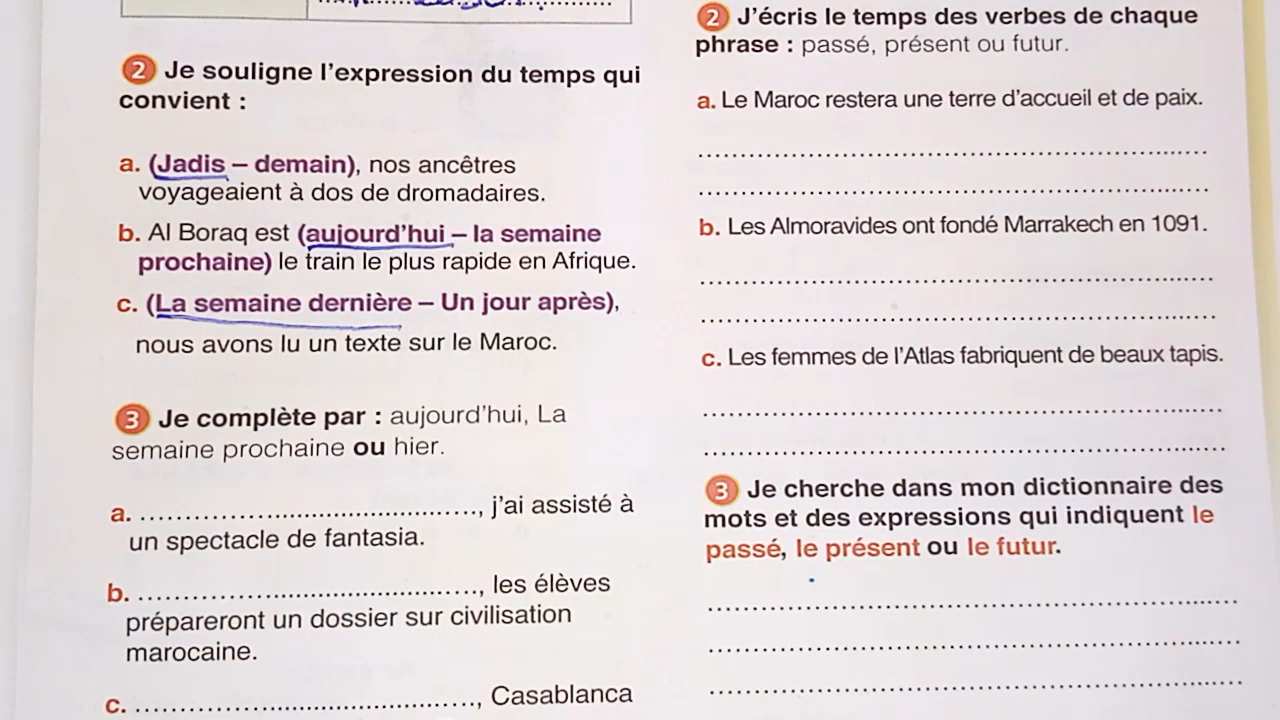 2 Je souligne l'expression du temps qui
convient :
a. (Jadis – demain), nos ancêtres
voyageaient à dos de dromadaires.
b. Al Boraq est (aujourd'hui – la semaine
prochaine) le train le plus rapide en Afrique.
c. (La semaine dernière – Un jour après),
nous avons lu un texte sur le Maroc.
3 Je complète par : aujourd'hui, La
semaine prochaine ou hier.
a. ...................................., j'ai assisté à
un spectacle de fantasia.
b. ...................................., les élèves
prépareront un dossier sur civilisation
marocaine.
c. ...................................., Casablanca
2 J'écris le temps des verbes de chaque
phrase : passé, présent ou futur.
a. Le Maroc restera une terre d'accueil et de paix.
b. Les Almoravides ont fondé Marrakech en 1091.
c. Les femmes de l'Atlas fabriquent de beaux tapis.
3 Je cherche dans mon dictionnaire des
mots et des expressions qui indiquent le
passé, le présent ou le futur.